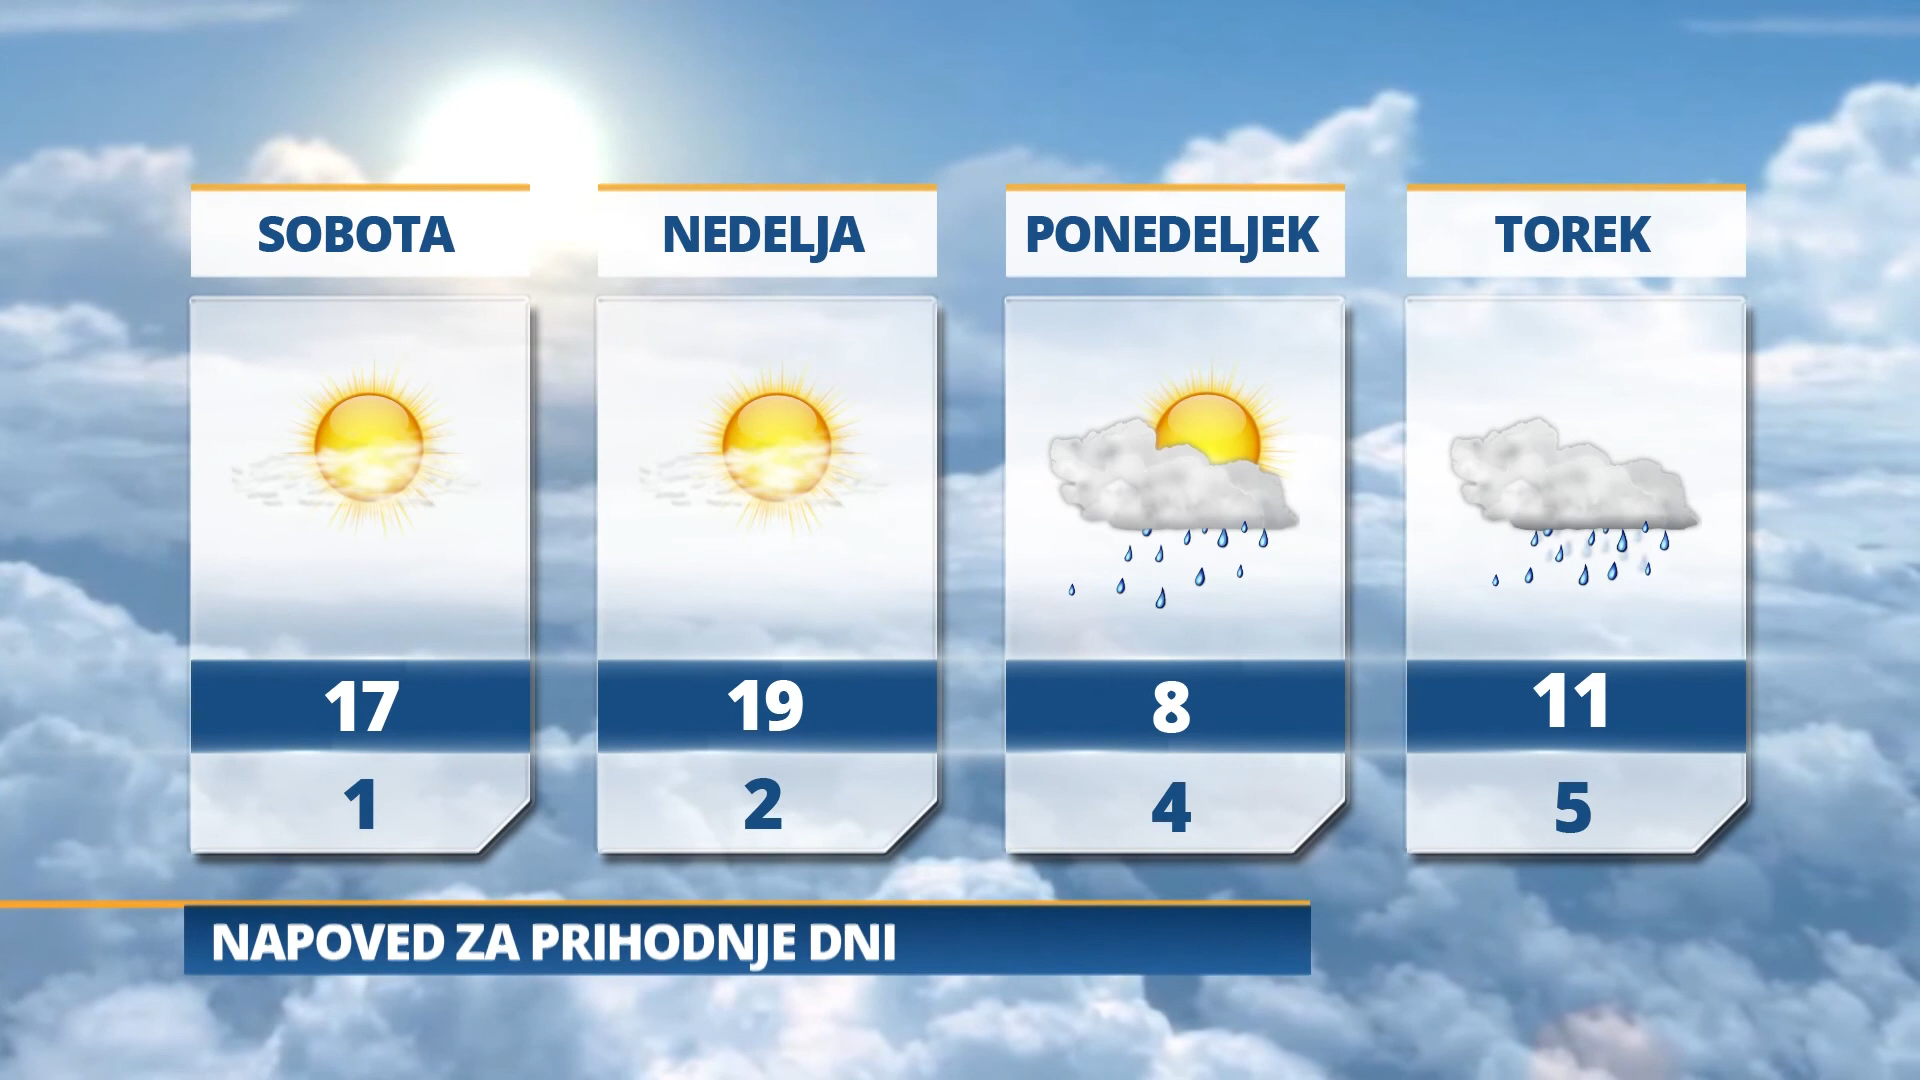 SOBOTA
NEDELJA
PONEDELJEK
TOREK
17
19
8
11
1
2
4
5
NAPOVED ZA PRIHODNJE DNI